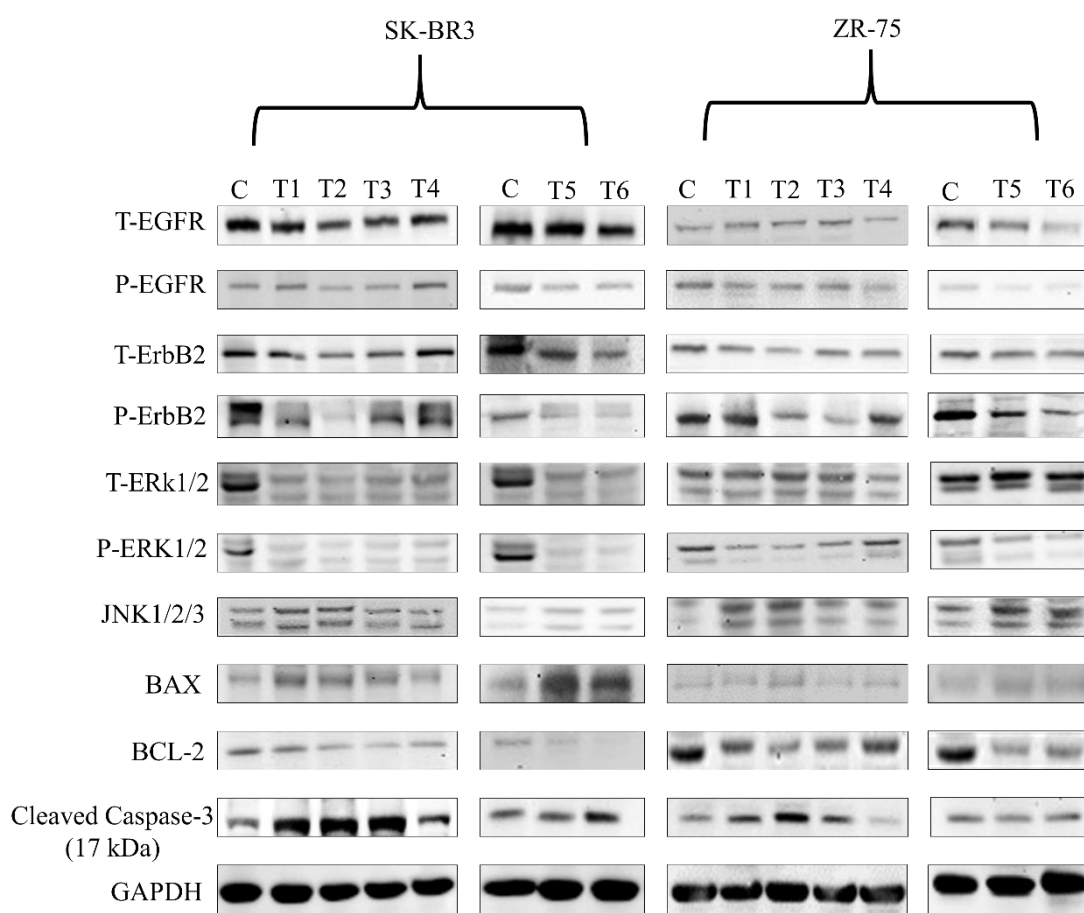 SK-BR3 ZR-75
C T1 T2 T3 T4 C T5 T6 C T1 T2 T3 T4 C T5 T6
T-EGFR
P-EGFR
T-ErbB2
P-ErbB2
T-ERk1/2
P-ERK1/2
JNK1/2/3
BAX
BCL-2
Cleaved Caspase-3
(17 kDa)
GAPDH